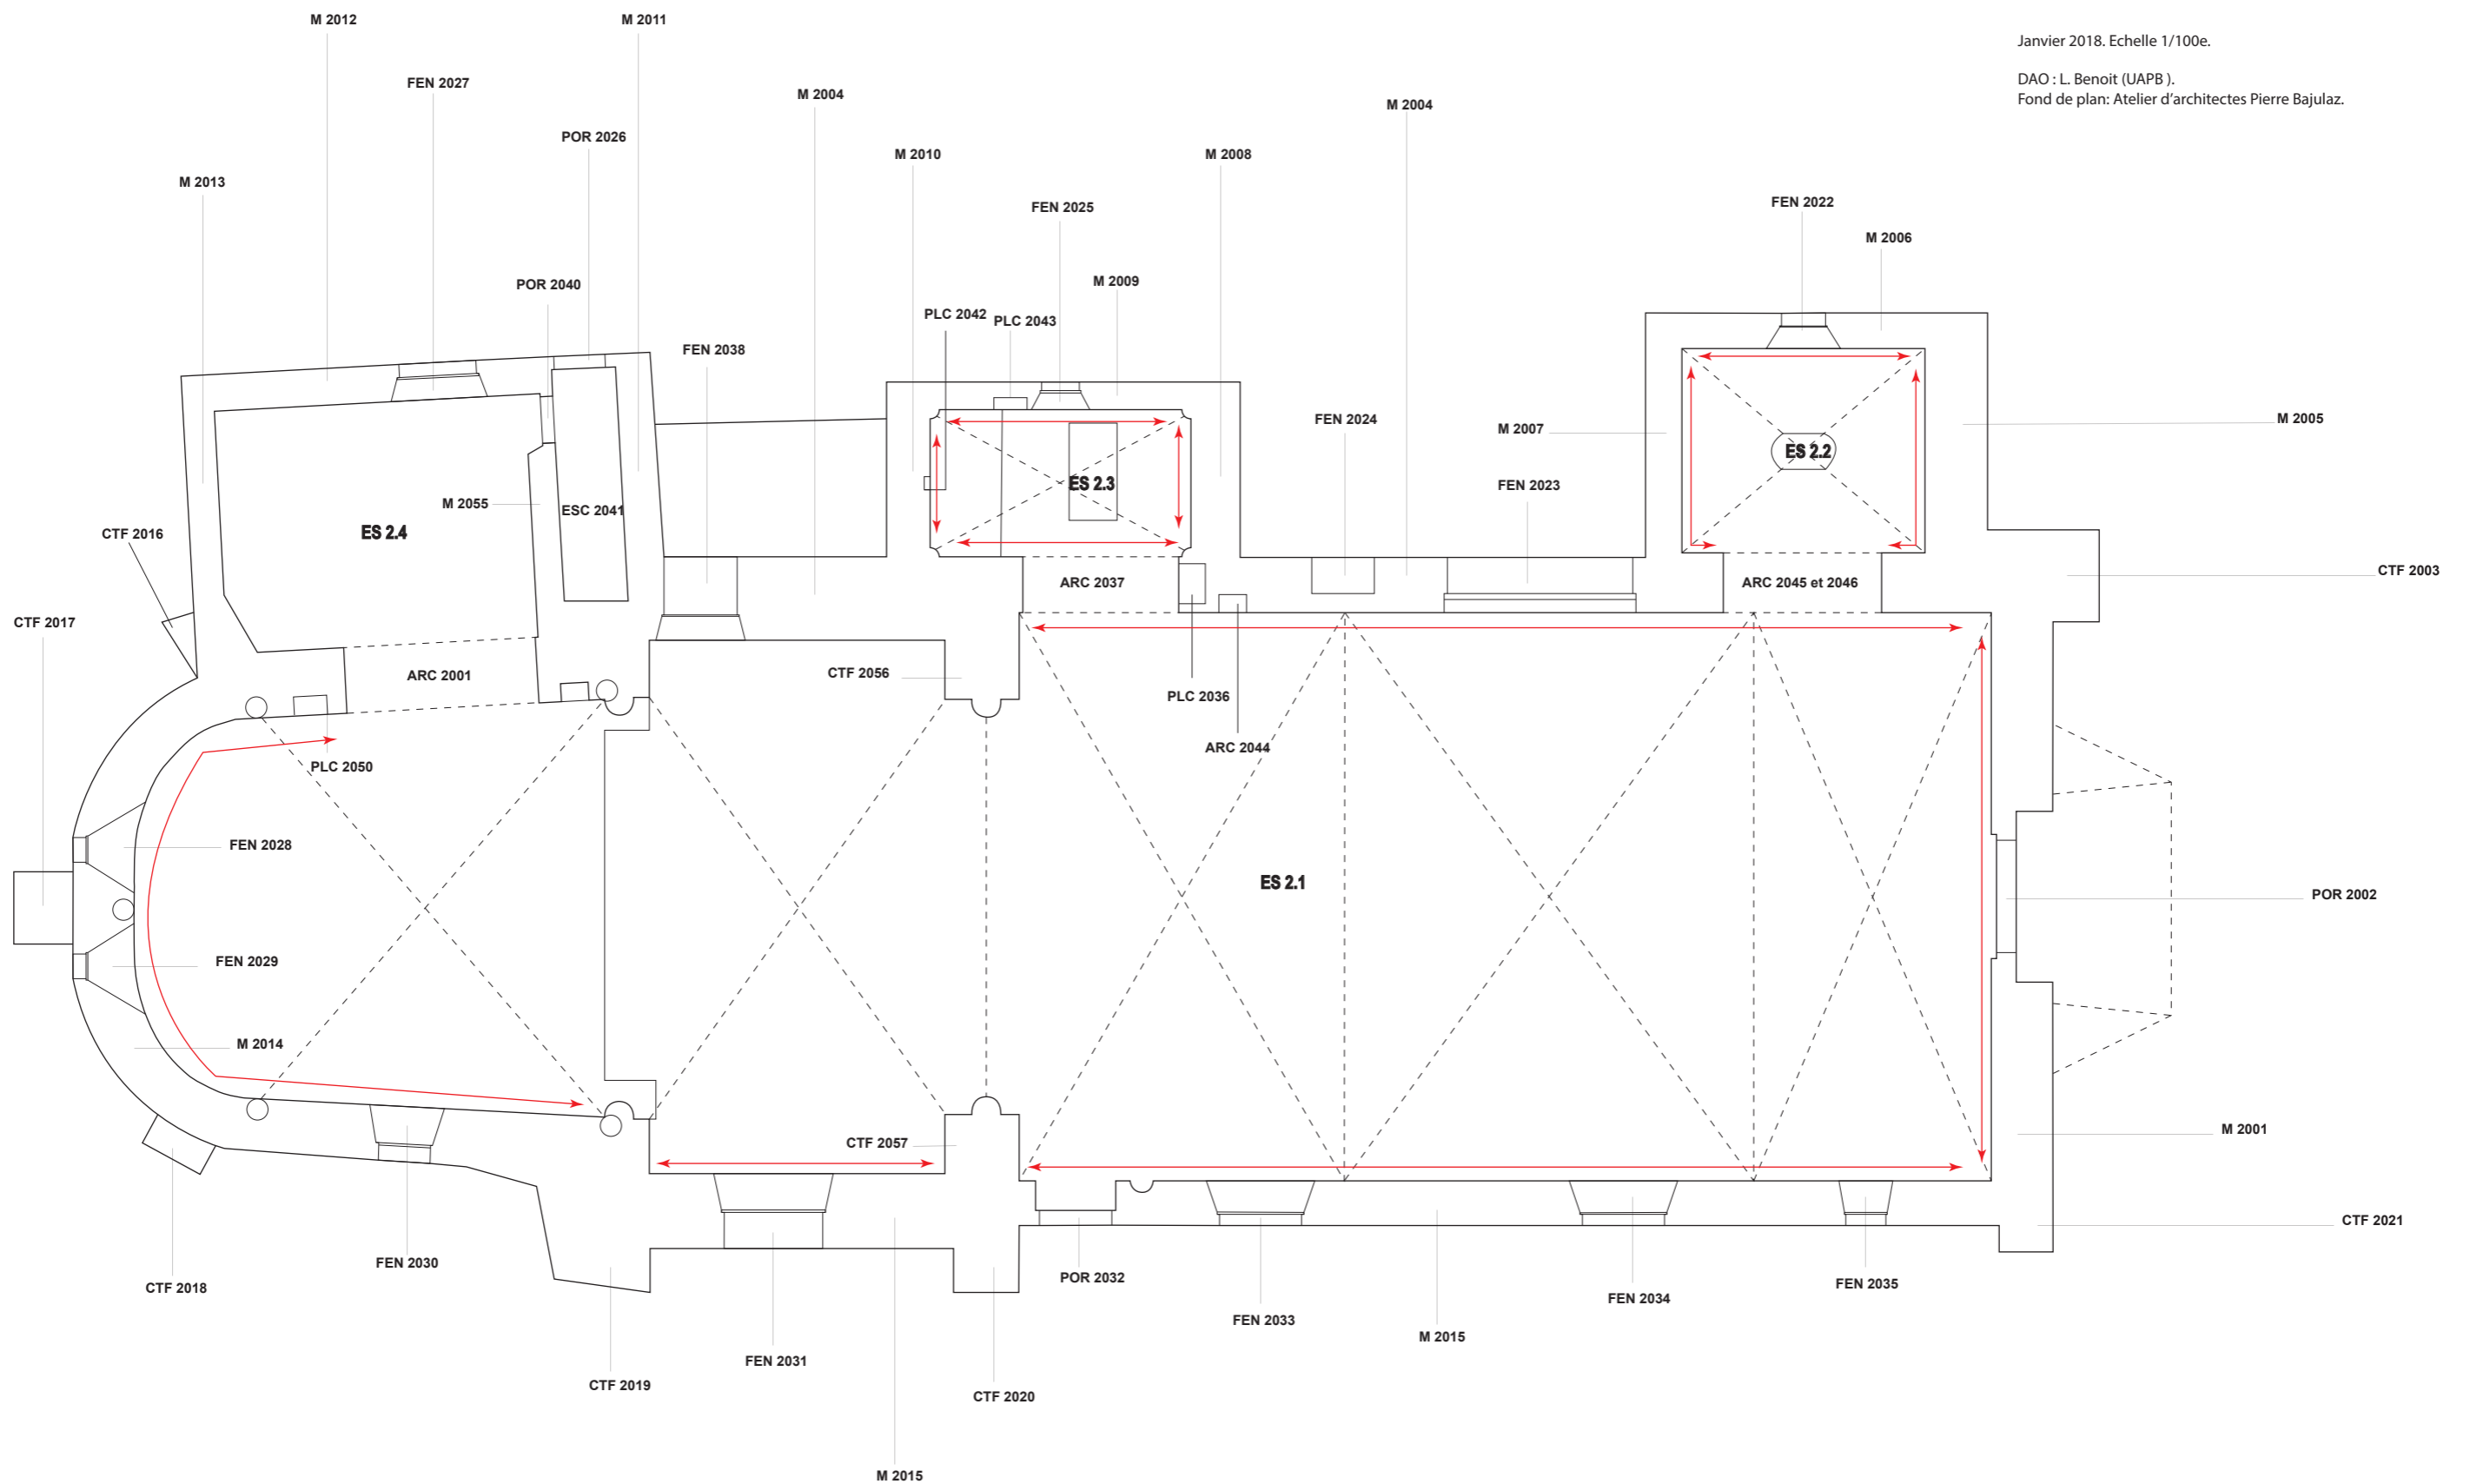 M 2012
M 2011
Janvier 2018. Echelle 1/100e.
DAO : L. Benoit (UAPB ).
Fond de plan: Atelier d'architectes Pierre Bajulaz.
FEN 2027
M 2004
M 2004
POR 2026
M 2010
M 2008
M 2013
FEN 2025
FEN 2022
M 2006
POR 2040
M 2009
PLC 2042
PLC 2043
FEN 2038
FEN 2024
M 2007
M 2005
ES 2.2
ES 2.3
FEN 2023
M 2055
ESC 2041
ES 2.4
CTF 2016
CTF 2003
ARC 2037
ARC 2045 et 2046
CTF 2017
ARC 2001
CTF 2056
PLC 2036
ARC 2044
PLC 2050
FEN 2028
ES 2.1
POR 2002
FEN 2029
M 2014
CTF 2057
M 2001
CTF 2021
FEN 2030
POR 2032
CTF 2018
FEN 2035
FEN 2034
FEN 2033
M 2015
FEN 2031
CTF 2019
CTF 2020
M 2015